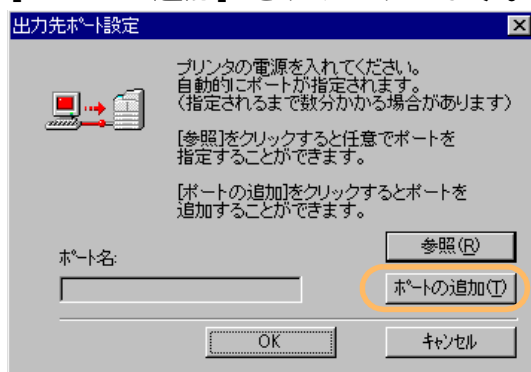 出力先ﾎﾟｰﾄ設定
プリンタの電源を入れてください。
自動的にポートが指定されます。
（指定されるまで数分かかる場合があります）
[参照]をクリックすると任意でポートを
指定することができます。
[ポートの追加]をクリックするとポートを
追加することができます。
参照(R)
ﾎﾟｰﾄ名:
ﾎﾟｰﾄの追加(T)
OK
ｷｬﾝｾﾙ